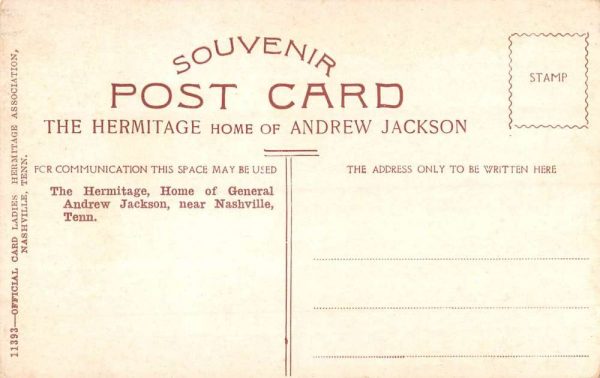 SOUVENIR
POST CARD
THE HERMITAGE HOME OF ANDREW JACKSON
STAMP
FOR COMMUNICATION THIS SPACE MAY BE USED
THE ADDRESS ONLY TO BE WRITTEN HERE
The Hermitage, Home of General
Andrew Jackson, near Nashville,
Tenn.
11393—OFFICIAL CARD LADIES HERMITAGE ASSOCIATION,
NASHVILLE, TENN.